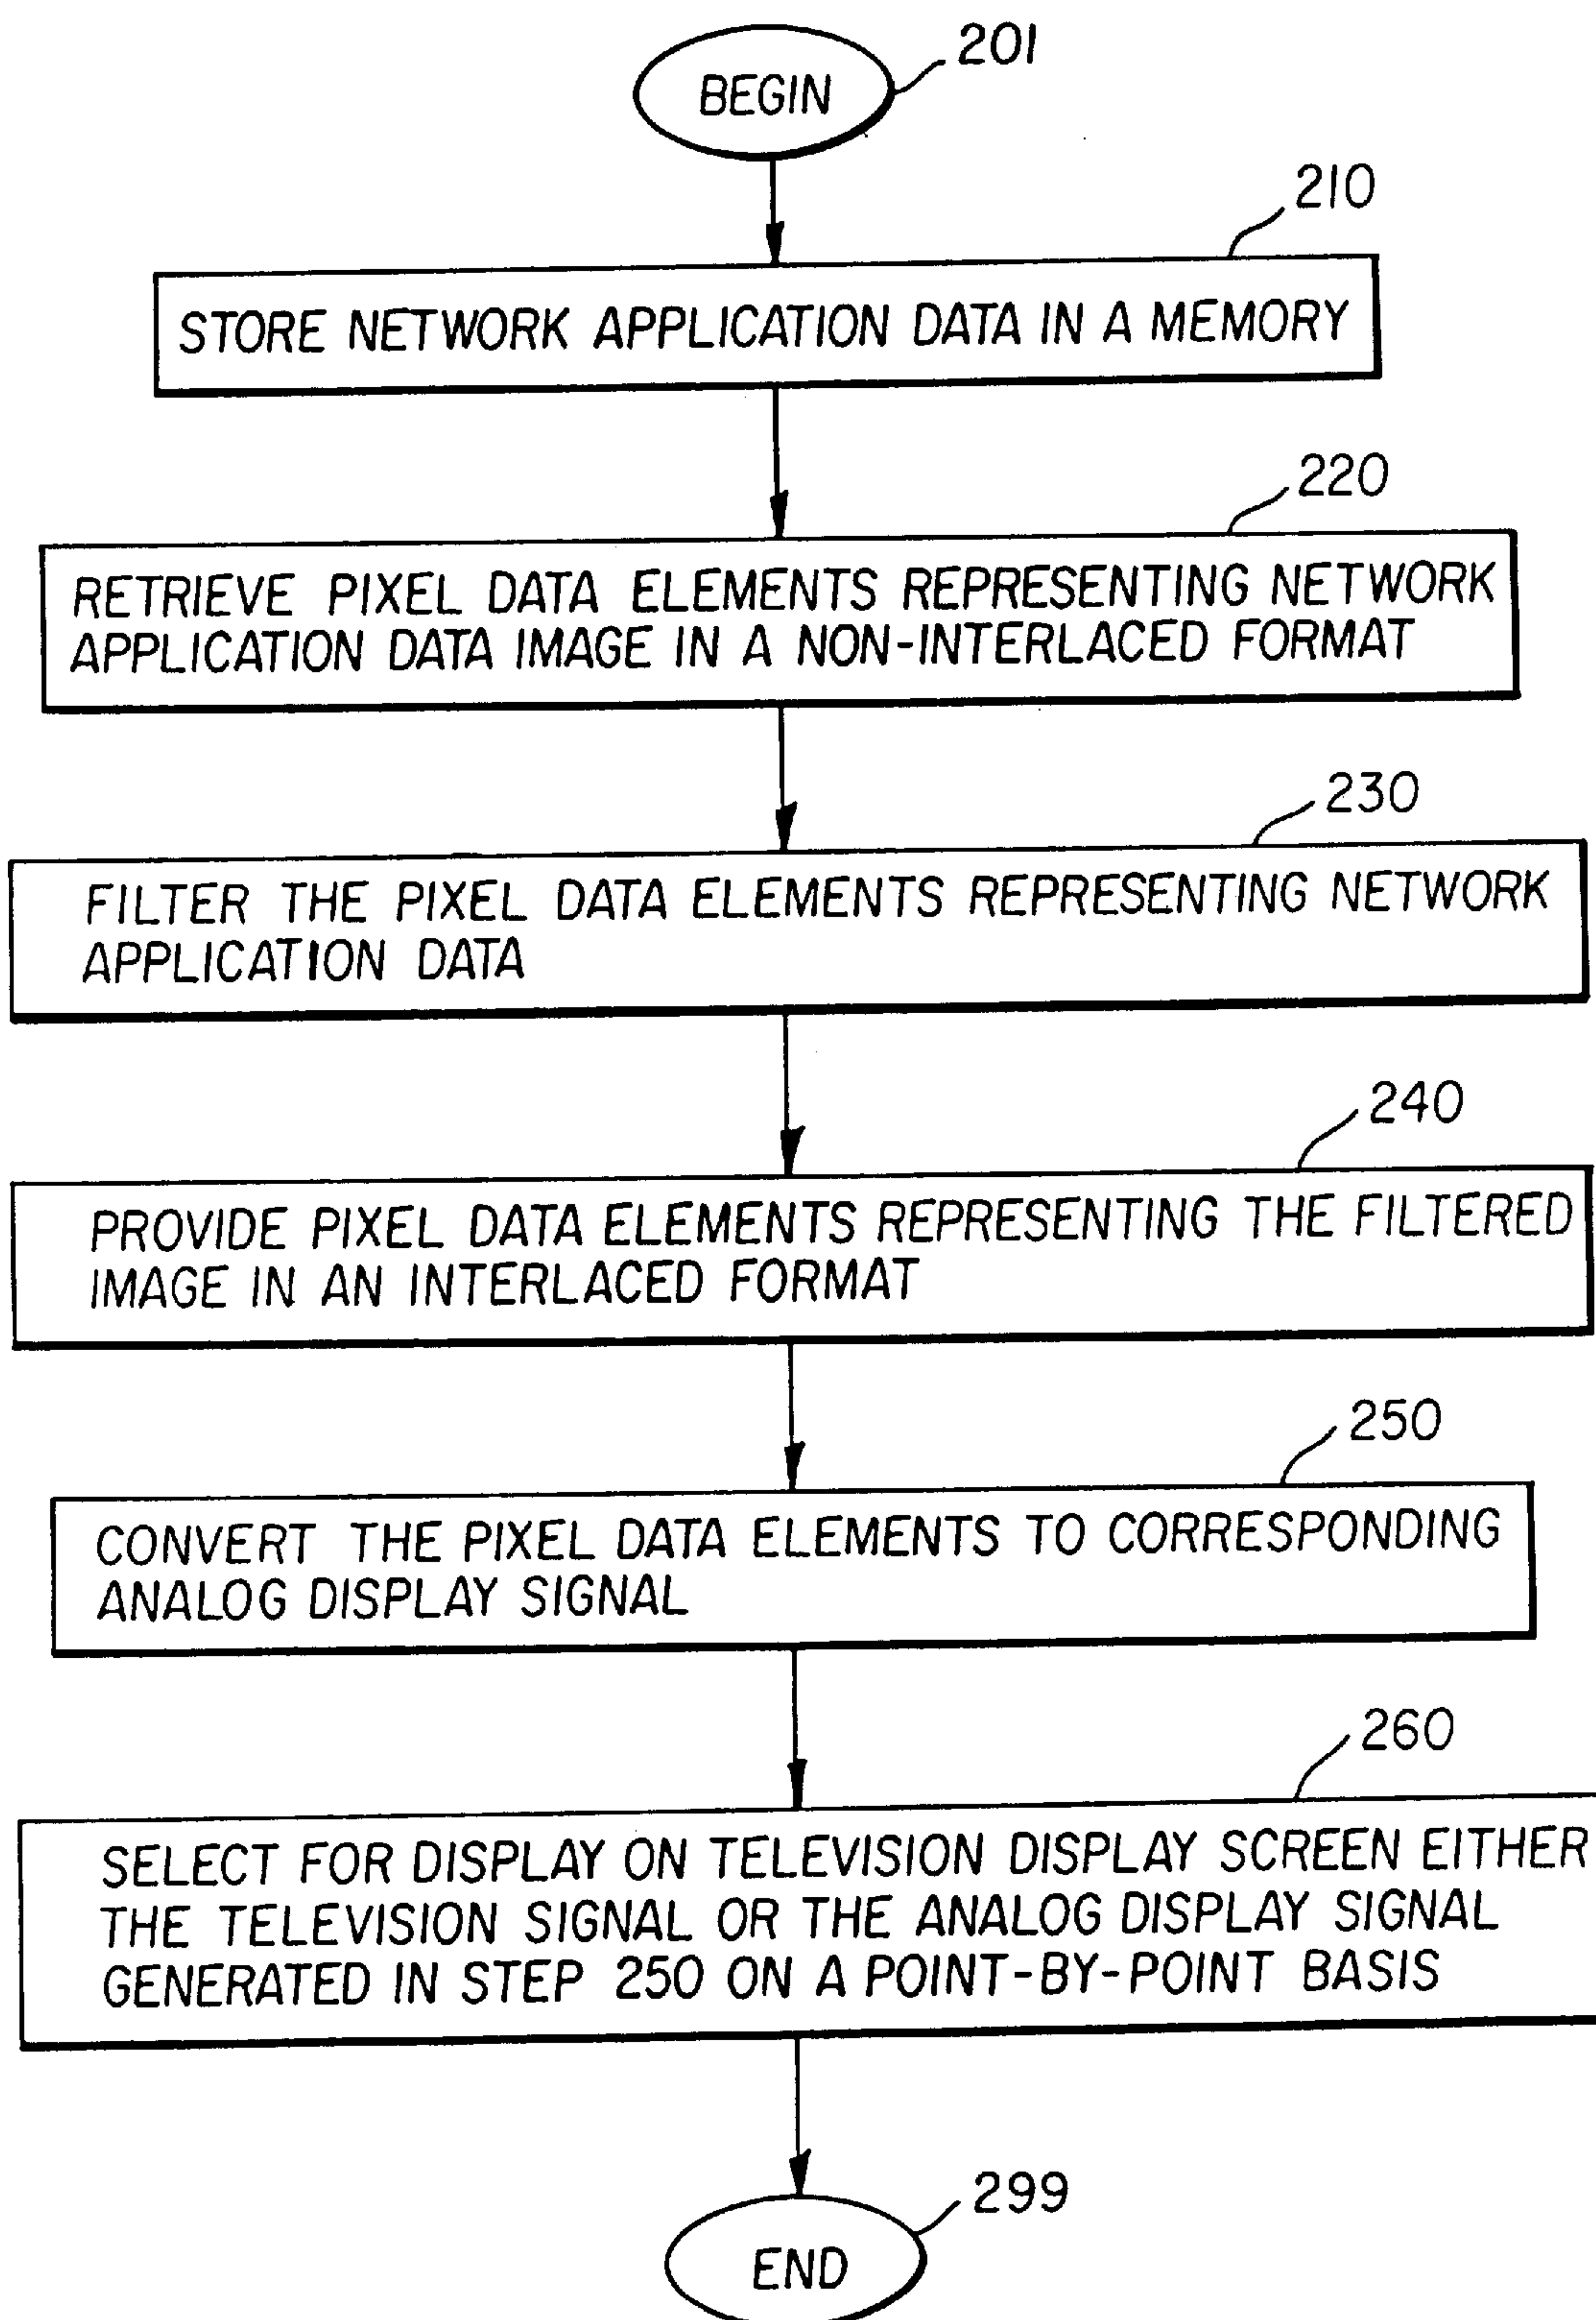 BEGIN
201
210
STORE NETWORK APPLICATION DATA IN A MEMORY
220
RETRIEVE PIXEL DATA ELEMENTS REPRESENTING NETWORK
APPLICATION DATA IMAGE IN A NON-INTERLACED FORMAT
230
FILTER THE PIXEL DATA ELEMENTS REPRESENTING NETWORK
APPLICATION DATA
240
PROVIDE PIXEL DATA ELEMENTS REPRESENTING THE FILTERED
IMAGE IN AN INTERLACED FORMAT
250
CONVERT THE PIXEL DATA ELEMENTS TO CORRESPONDING
ANALOG DISPLAY SIGNAL
260
SELECT FOR DISPLAY ON TELEVISION DISPLAY SCREEN EITHER
THE TELEVISION SIGNAL OR THE ANALOG DISPLAY SIGNAL
GENERATED IN STEP 250 ON A POINT-BY-POINT BASIS
299
END